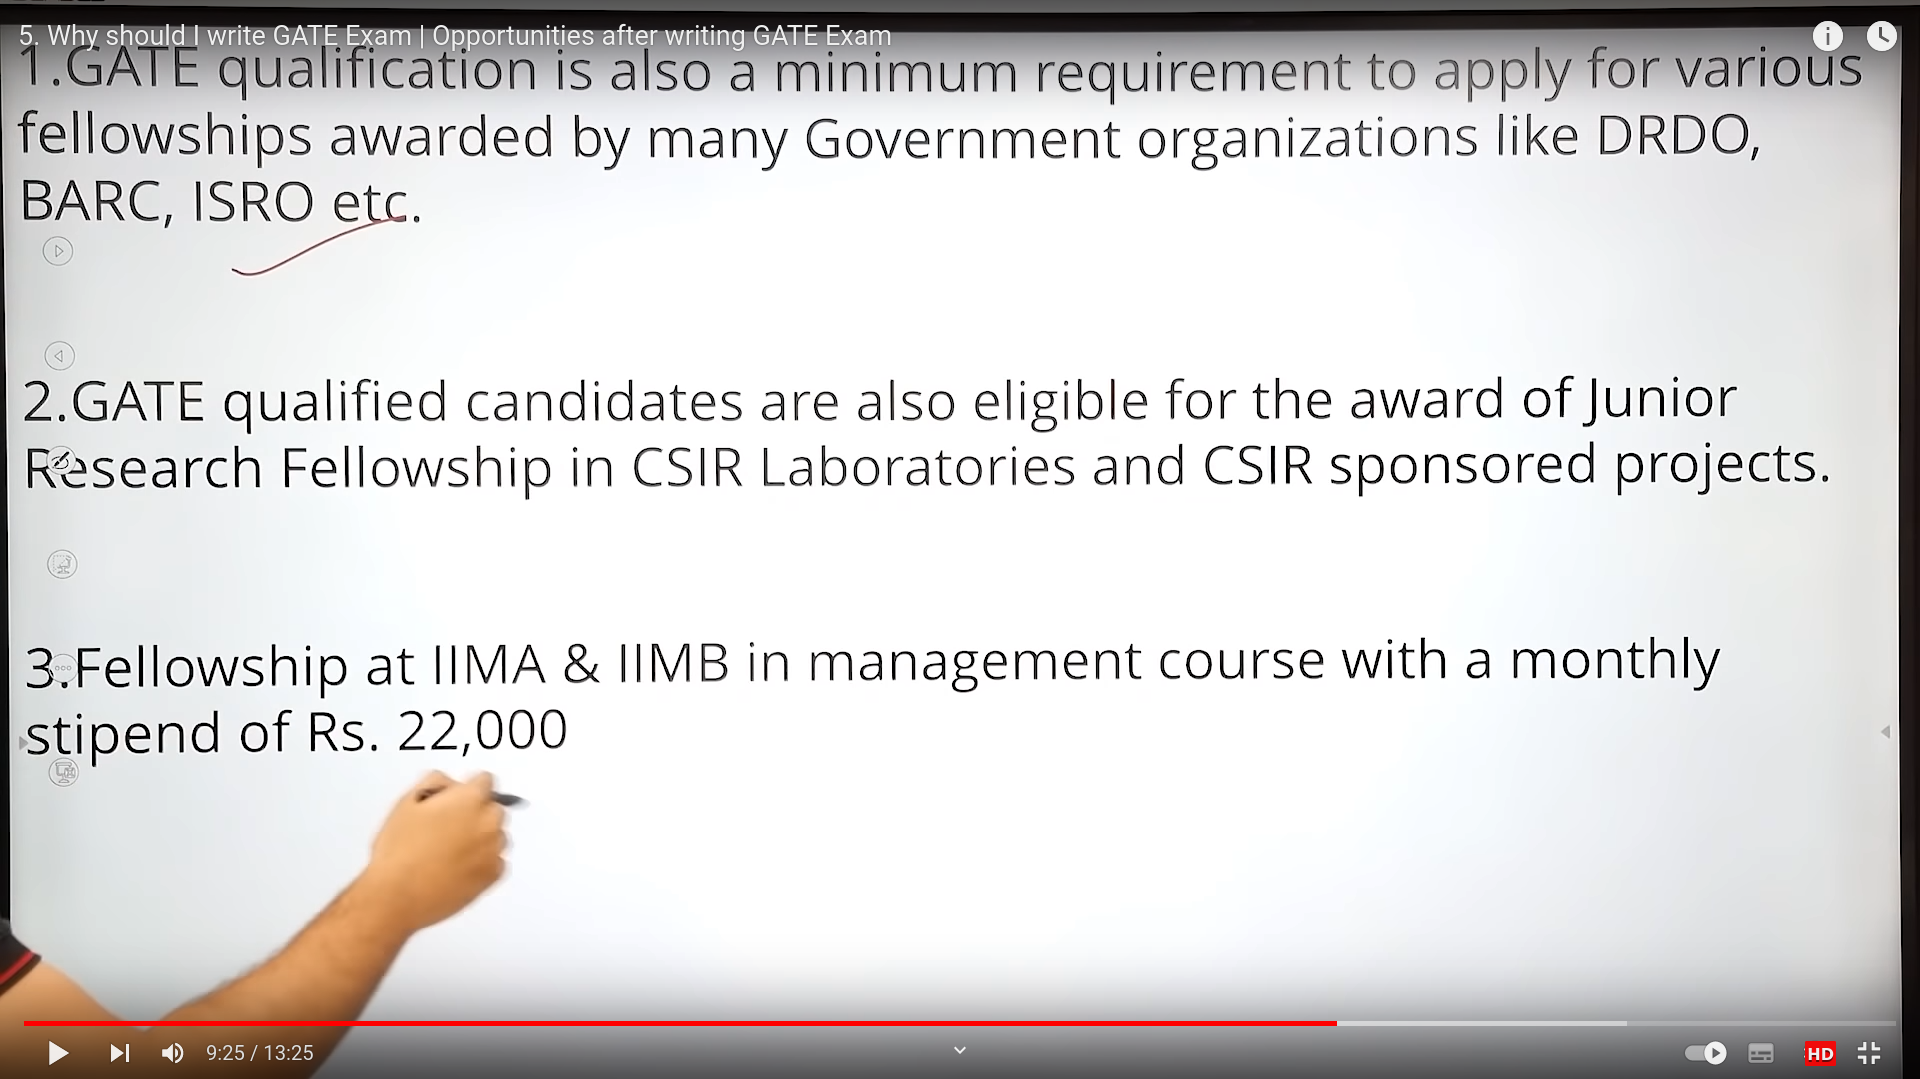 5. Why should I write GATE Exam | Opportunities after writing GATE Exam
1.GATE qualification is also a minimum requirement to apply for various
fellowships awarded by many Government organizations like DRDO,
BARC, ISRO etc.
2.GATE qualified candidates are also eligible for the award of Junior
Research Fellowship in CSIR Laboratories and CSIR sponsored projects.
3.Fellowship at IIMA & IIMB in management course with a monthly
stipend of Rs. 22,000
9:25 / 13:25
HD